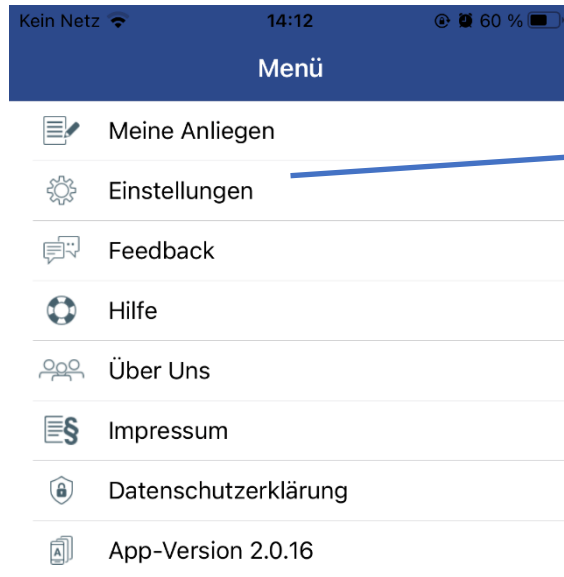 Kein Netz 14:12 60 %
Menü
Meine Anliegen
Einstellungen
Feedback
Hilfe
Über Uns
Impressum
Datenschutzerklärung
App-Version 2.0.16